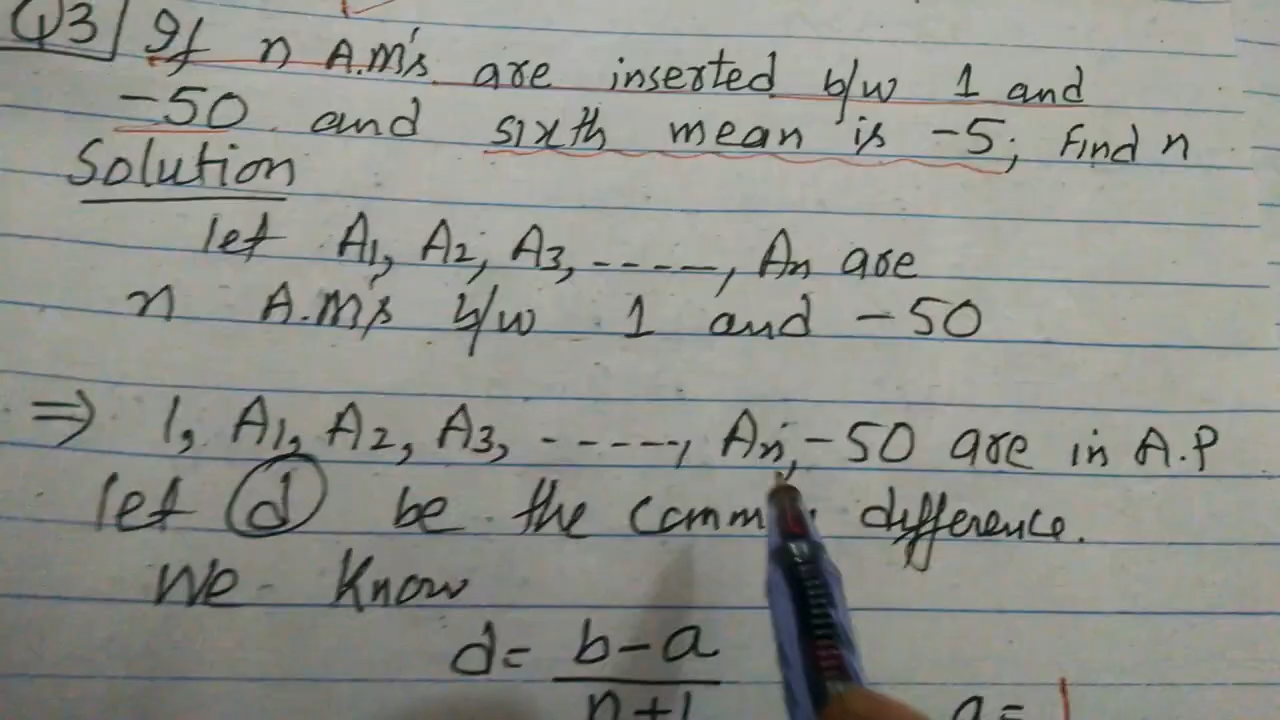 Q3/ If n A.M's are inserted b/w 1 and
-50 and sixth mean is -5; Find n
Solution
let A1, A2, A3, -----, An are
n A.M's b/w 1 and -50
⇒ 1, A1, A2, A3, -----, An, -50 are in A.P
let d be the comm difference.
We Know
d= b-a
n+1
a= 1